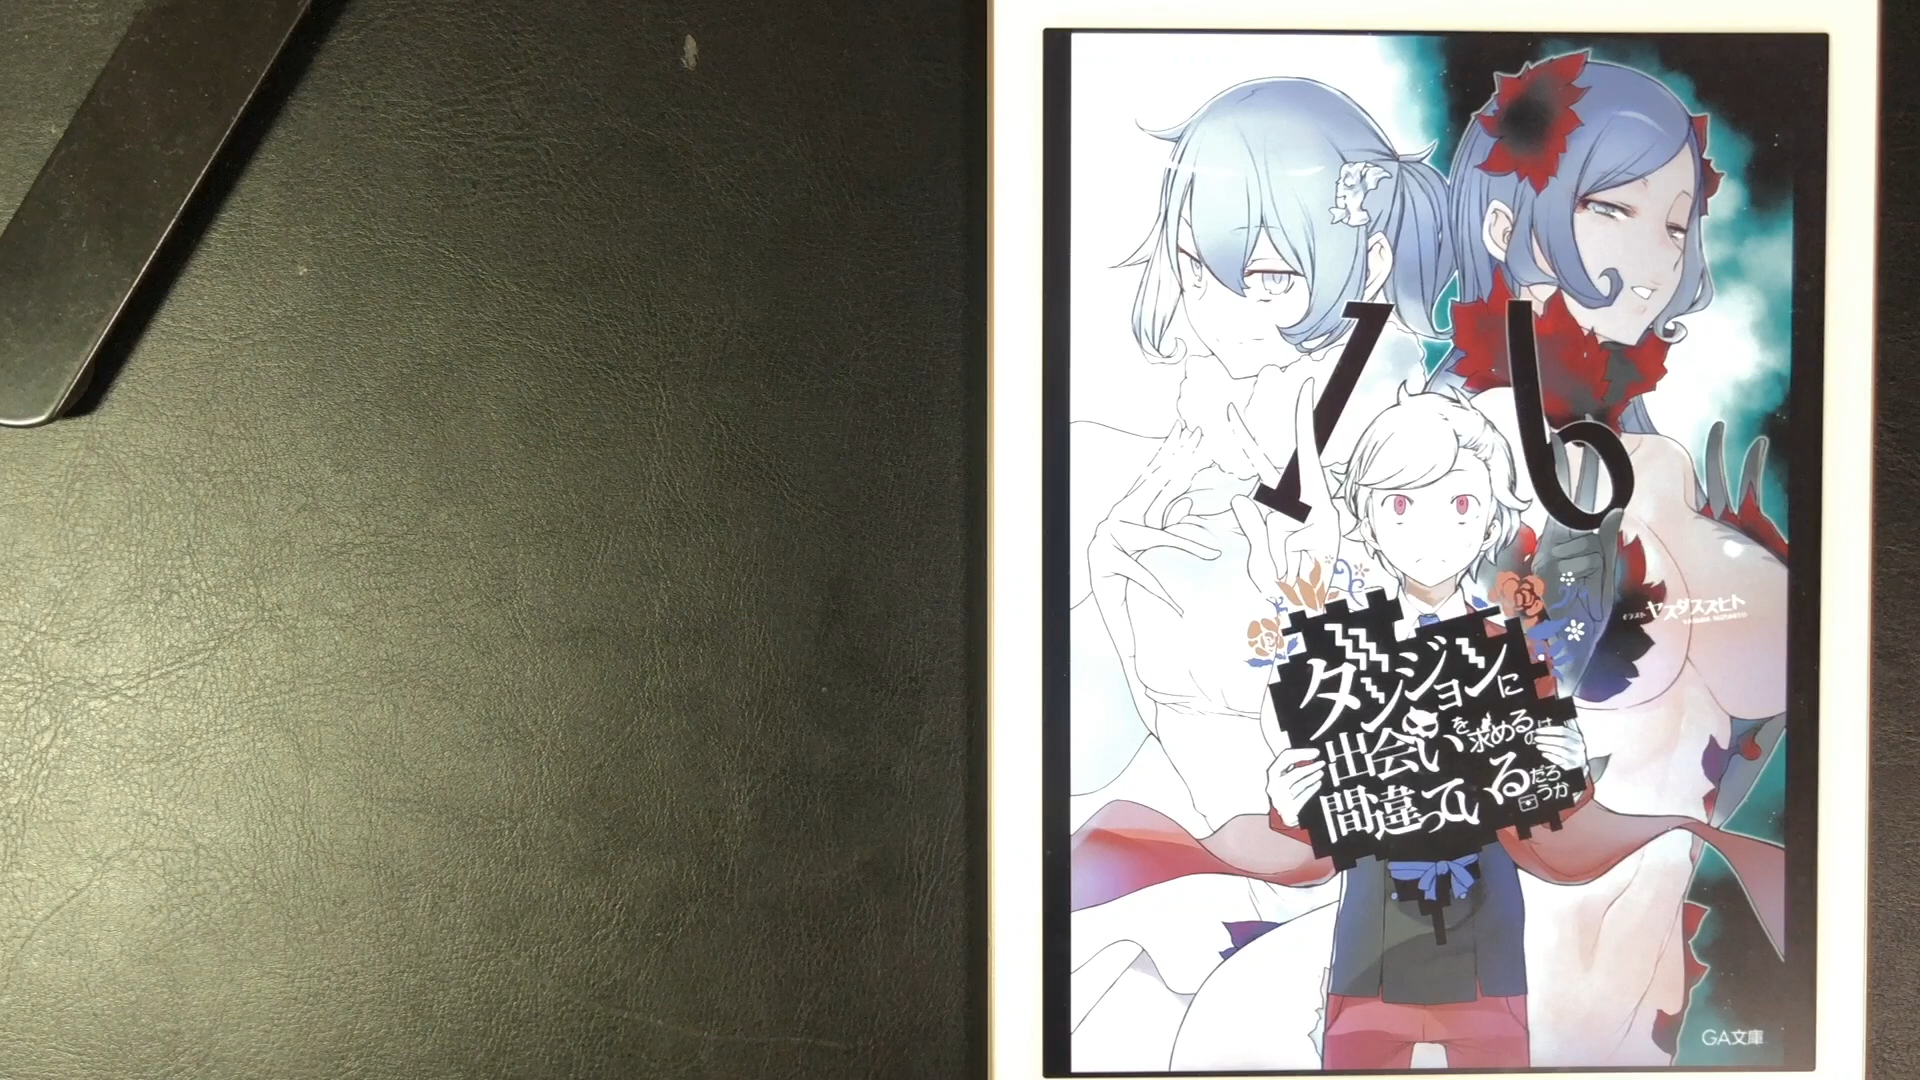 16
イラスト ヤスダスズヒト
ダンジョンに
出会いを求めるのは
間違っているだろうか
GA文庫